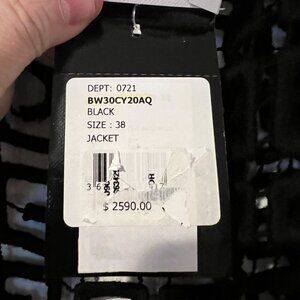 DEPT: 0721
BW30CY20AQ
BLACK
SIZE : 38
JACKET
$ 2590.00